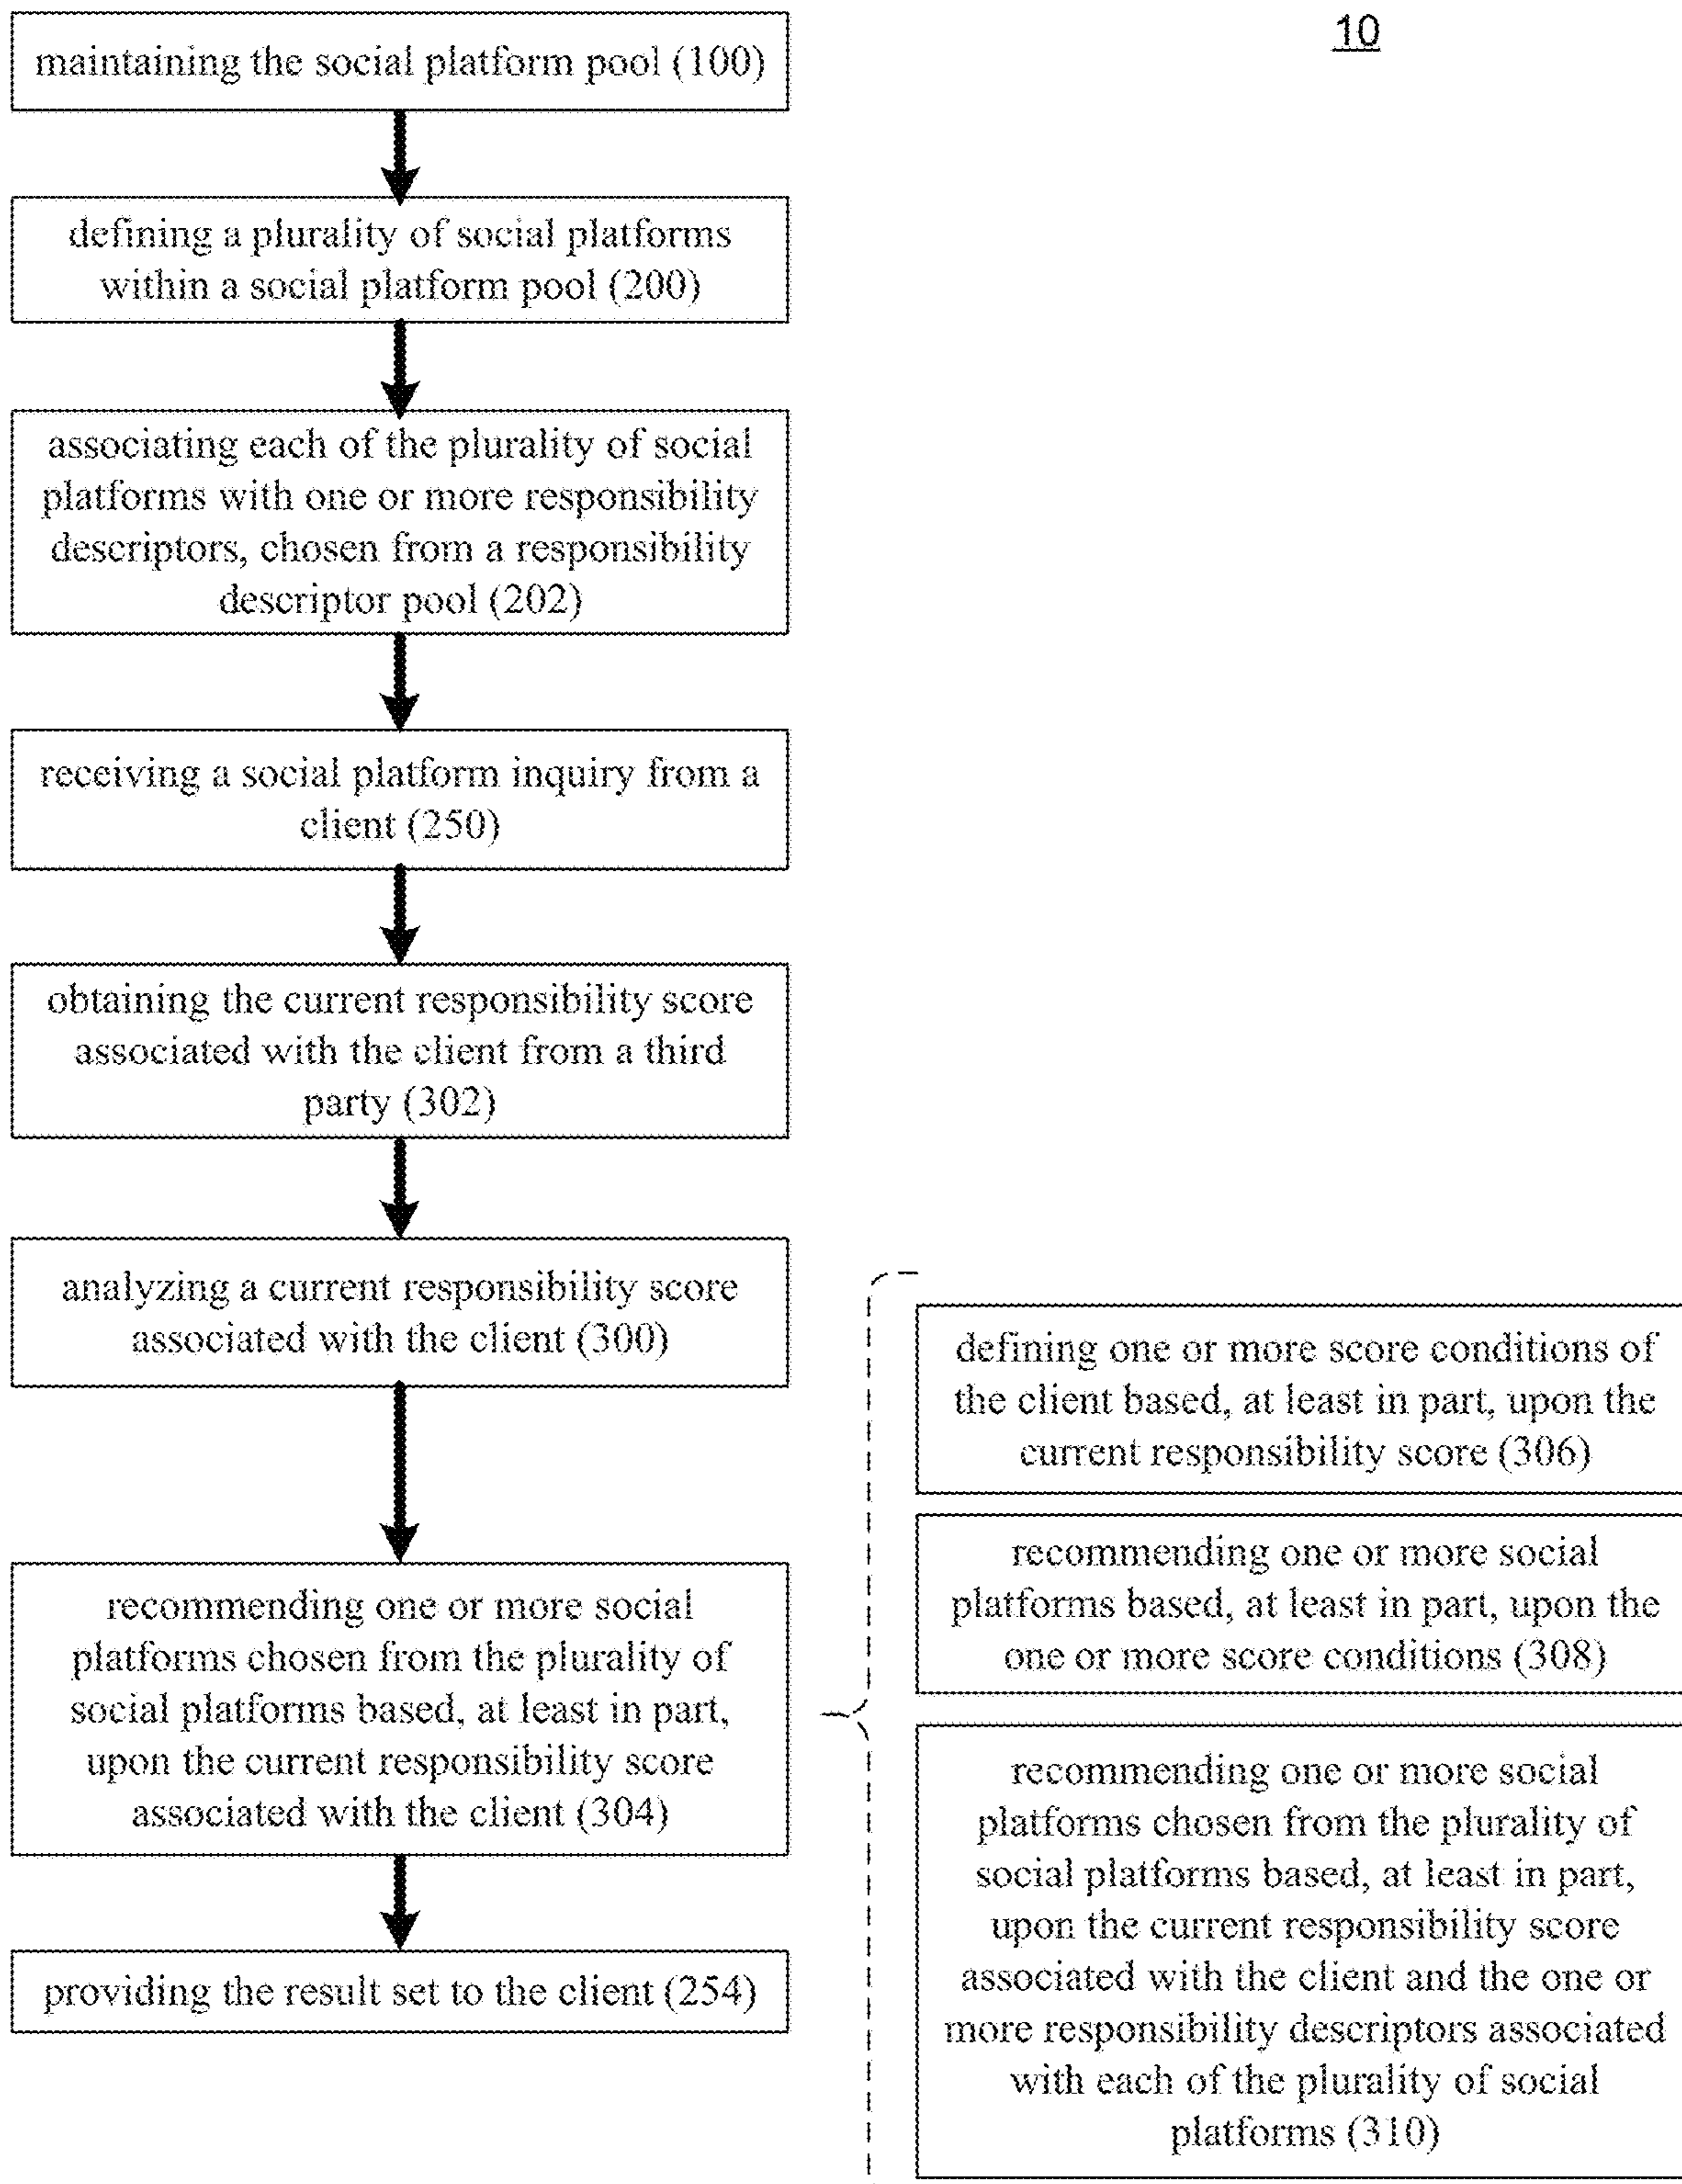 10
maintaining the social platform pool (100)
defining a plurality of social platforms
within a social platform pool (200)
associating each of the plurality of social
platforms with one or more responsibility
descriptors, chosen from a responsibility
descriptor pool (202)
receiving a social platform inquiry from a
client (250)
obtaining the current responsibility score
associated with the client from a third
party (302)
analyzing a current responsibility score
associated with the client (300)
recommending one or more social
platforms chosen from the plurality of
social platforms based, at least in part,
upon the current responsibility score
associated with the client (304)
providing the result set to the client (254)
defining one or more score conditions of
the client based, at least in part, upon the
current responsibility score (306)
recommending one or more social
platforms based, at least in part, upon the
one or more score conditions (308)
recommending one or more social
platforms chosen from the plurality of
social platforms based, at least in part,
upon the current responsibility score
associated with the client and the one or
more responsibility descriptors associated
with each of the plurality of social
platforms (310)